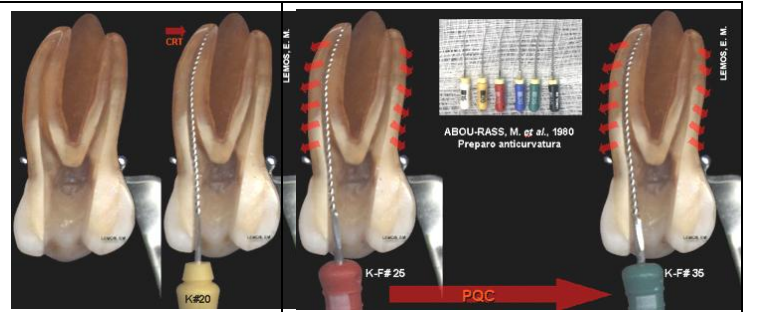 CRT
K#20
LEMOS, E. M.
K-F# 25
ABOU-RASS, M. et al., 1980
Preparo anticurvatura
PQC
K-F# 35
LEMOS, E. M.